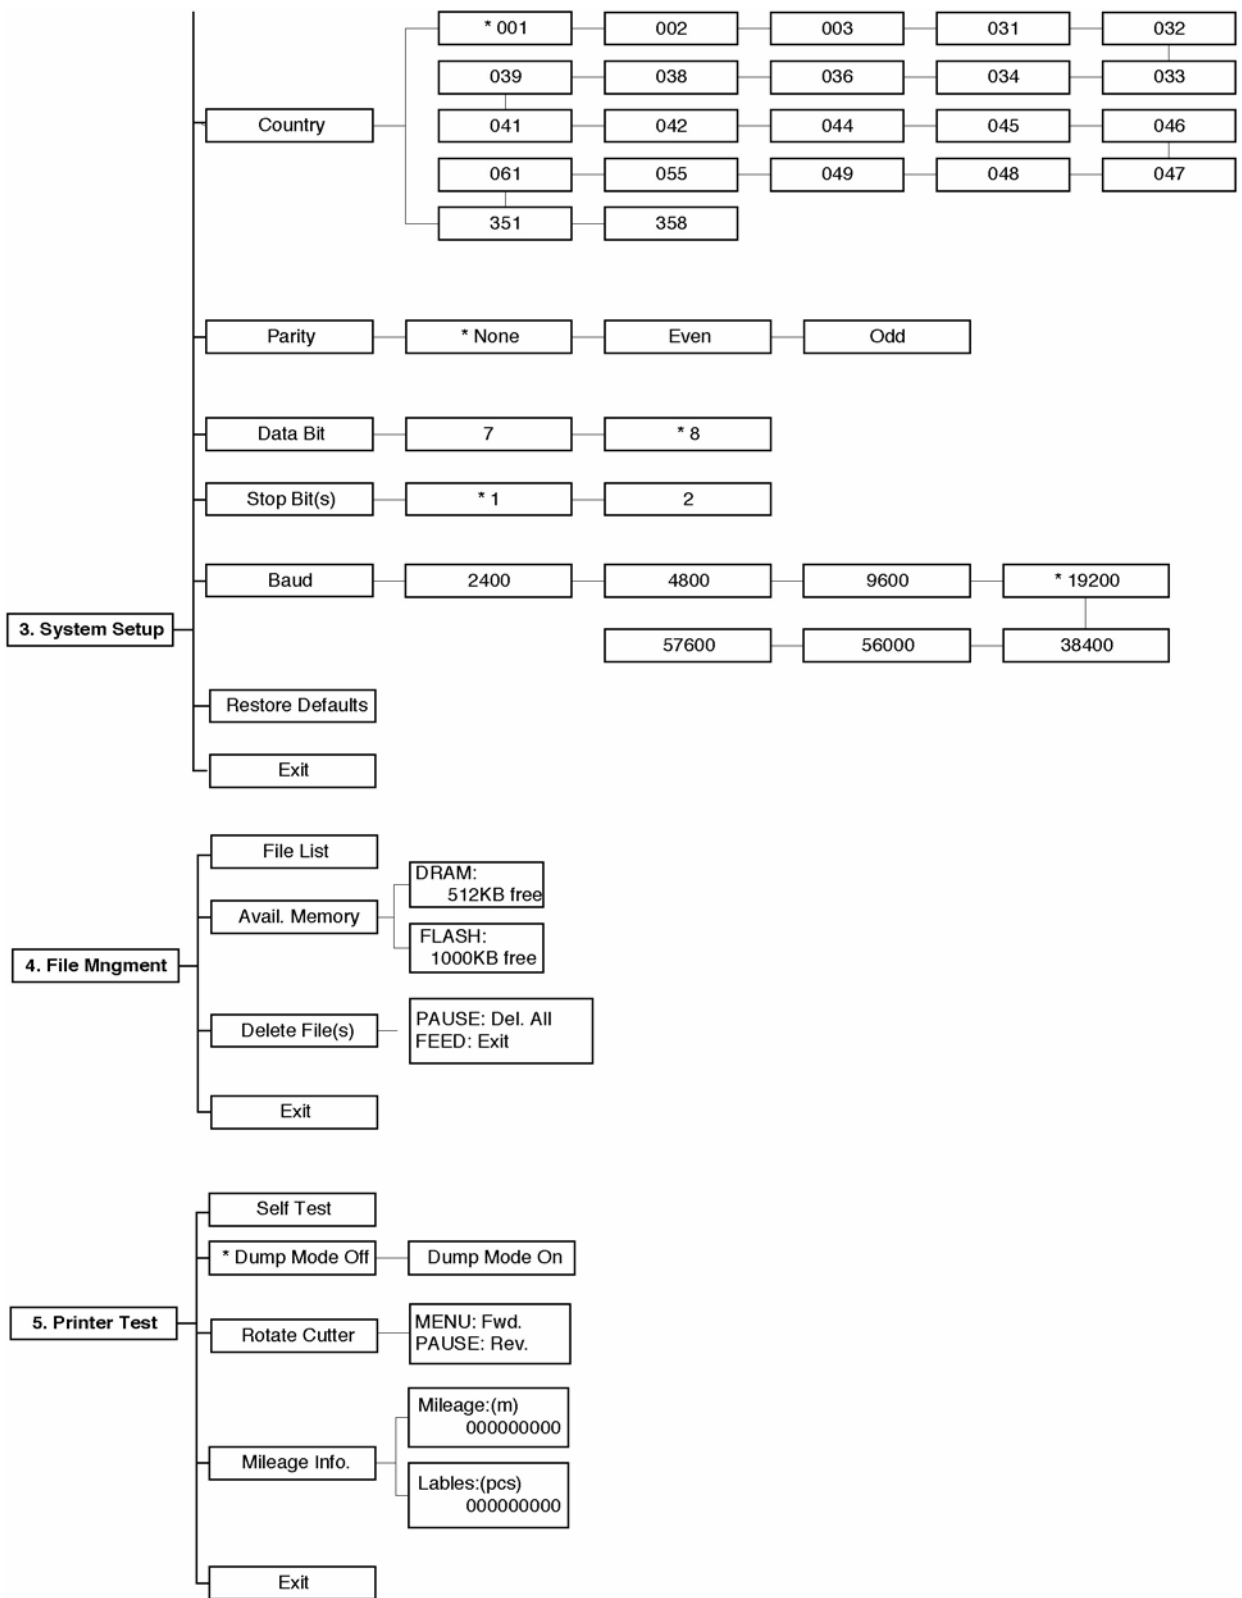 * 001 002 003 031 032
039 038 036 034 033
Country 041 042 044 045 046
061 055 049 048 047
351 358
Parity * None Even Odd
Data Bit 7 * 8
Stop Bit(s) * 1 2
Baud 2400 4800 9600 * 19200
3. System Setup
57600 56000 38400
Restore Defaults
Exit
File List
DRAM:
512KB free
Avail. Memory
FLASH:
1000KB free
4. File Mngment
Delete File(s)
PAUSE: Del. All
FEED: Exit
Exit
Self Test
* Dump Mode Off Dump Mode On
5. Printer Test
Rotate Cutter
MENU: Fwd.
PAUSE: Rev.
Mileage:(m)
000000000
Mileage Info.
Lables:(pcs)
000000000
Exit